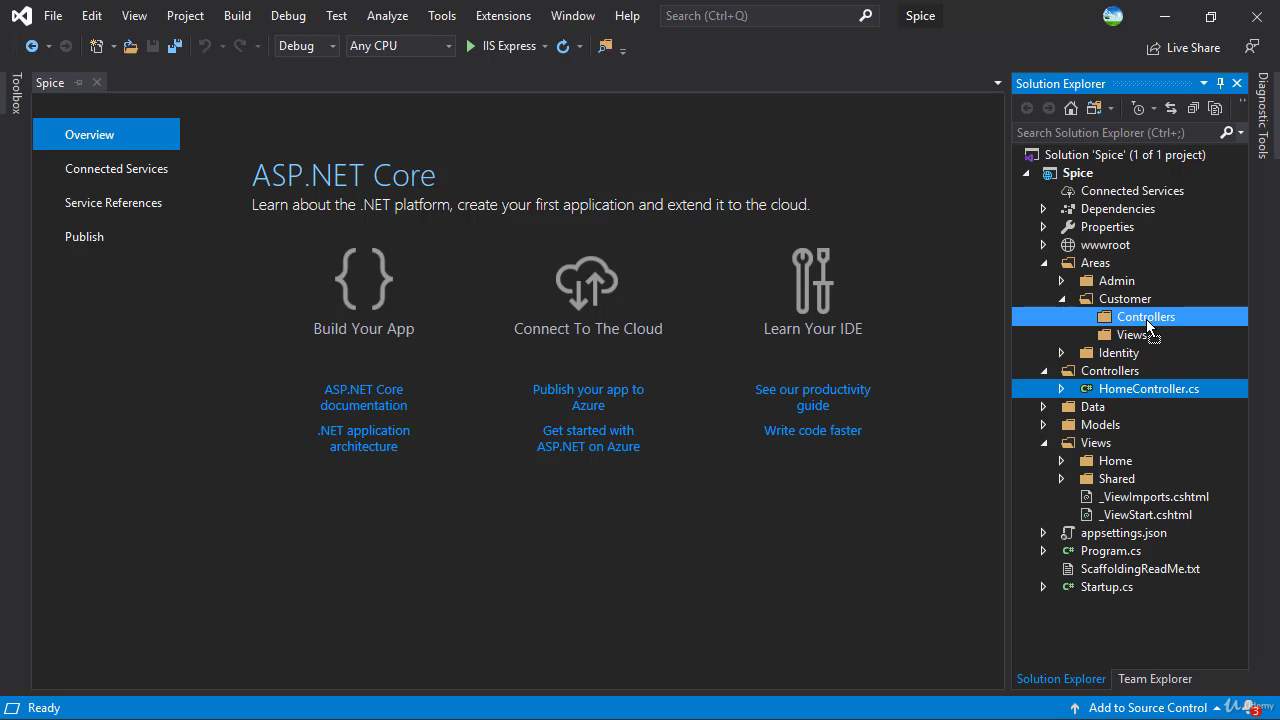 File Edit View Project Build Debug Test Analyze Tools Extensions Window Help Search (Ctrl+Q) Spice
Debug Any CPU IIS Express Live Share
Toolbox
Spice
Overview
Connected Services
Service References
Publish
ASP.NET Core
Learn about the .NET platform, create your first application and extend it to the cloud.
Build Your App
Connect To The Cloud
Learn Your IDE
ASP.NET Core
documentation
.NET application
architecture
Publish your app to
Azure
Get started with
ASP.NET on Azure
See our productivity
guide
Write code faster
Solution Explorer
Search Solution Explorer (Ctrl+;)
Solution 'Spice' (1 of 1 project)
Spice
Connected Services
Dependencies
Properties
wwwroot
Areas
Admin
Customer
Controllers
Views
Identity
Controllers
C# HomeController.cs
Data
Models
Views
Home
Shared
_ViewImports.cshtml
_ViewStart.cshtml
appsettings.json
C# Program.cs
ScaffoldingReadMe.txt
C# Startup.cs
Solution Explorer Team Explorer
Diagnostic Tools
Ready Add to Source Control 3
Udemy